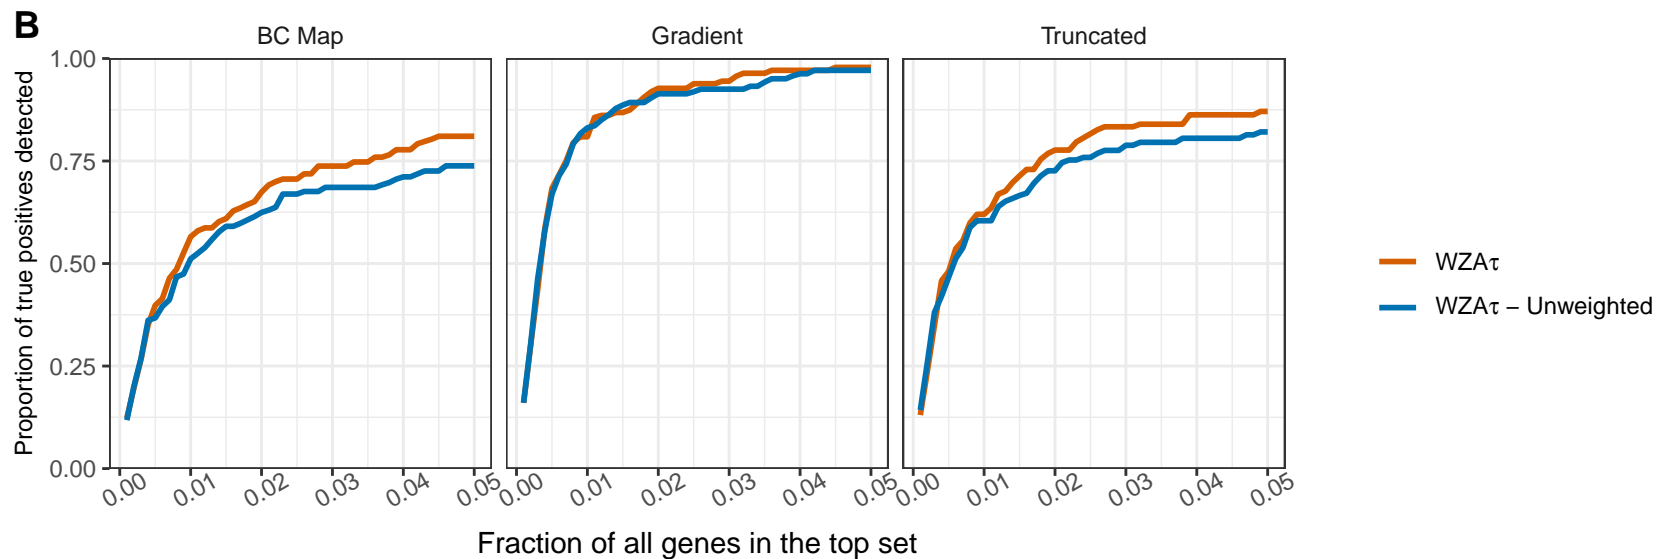 B
BC Map
Gradient
Truncated
Proportion of true positives detected
1.00
0.75
0.50
0.25
0.00
0.00 0.01 0.02 0.03 0.04 0.05
0.00 0.01 0.02 0.03 0.04 0.05
0.00 0.01 0.02 0.03 0.04 0.05
Fraction of all genes in the top set
WZAτ
WZAτ − Unweighted